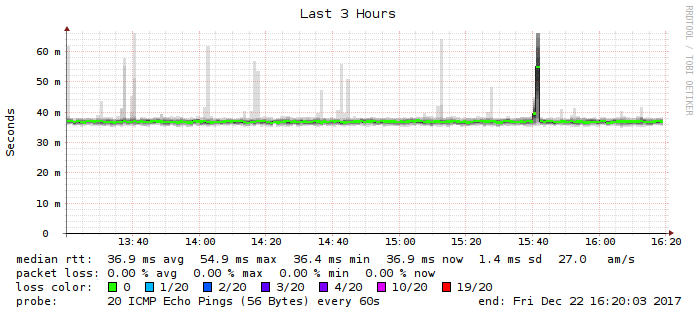 Last 3 Hours
RRDTOOL / TOBI OETIKER
Seconds
60 m
50 m
40 m
30 m
20 m
10 m
0
13:40 14:00 14:20 14:40 15:00 15:20 15:40 16:00 16:20
median rtt: 36.9 ms avg 54.9 ms max 36.4 ms min 36.9 ms now 1.4 ms sd 27.0 am/s
packet loss: 0.00 % avg 0.00 % max 0.00 % min 0.00 % now
loss color: 0 1/20 2/20 3/20 4/20 10/20 19/20
probe: 20 ICMP Echo Pings (56 Bytes) every 60s end: Fri Dec 22 16:20:03 2017